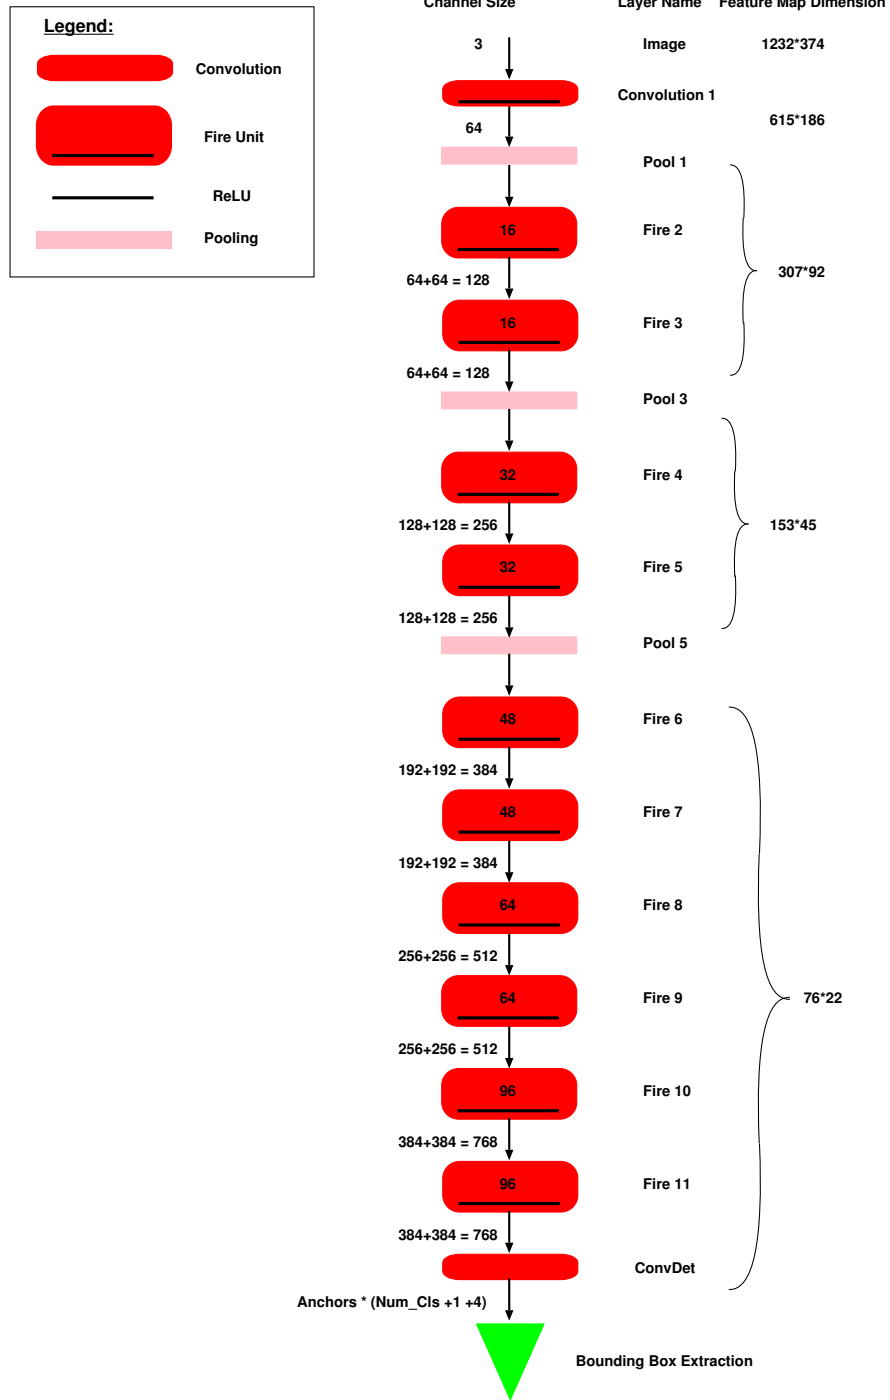 Channel Size Layer Name Feature Map Dimension
Legend:
Convolution
Fire Unit
ReLU
Pooling
3 Image 1232*374
Convolution 1
64 615*186
Pool 1
16 Fire 2
64+64 = 128 307*92
16 Fire 3
64+64 = 128
Pool 3
32 Fire 4
128+128 = 256 153*45
32 Fire 5
128+128 = 256
Pool 5
48 Fire 6
192+192 = 384
48 Fire 7
192+192 = 384
64 Fire 8
256+256 = 512
64 Fire 9 76*22
256+256 = 512
96 Fire 10
384+384 = 768
96 Fire 11
384+384 = 768
ConvDet
Anchors * (Num_Cls +1 +4)
Bounding Box Extraction